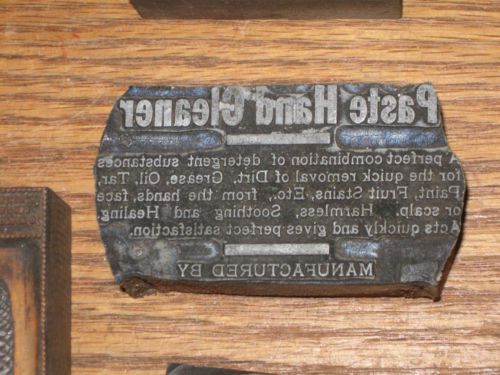 Paste Hand Cleaner
A perfect combination of detergent substances
for the quick removal of Dirt, Grease, Oil, Tar,
Paint, Fruit, Stains, Etc., from the hands, face,
or scalp. Harmless, Soothing and Healing
Acts quickly and gives perfect satisfaction.
MANUFACTURED BY